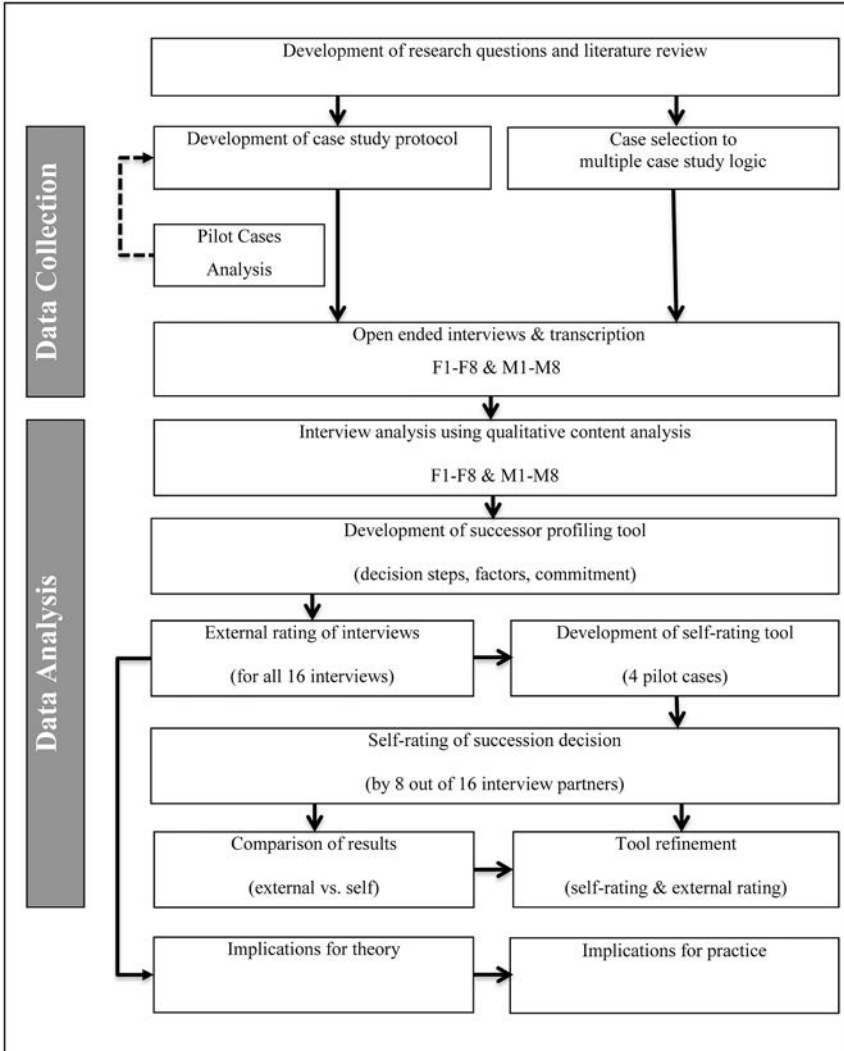 Development of research questions and literature review
Data Collection
Development of case study protocol
Case selection to
multiple case study logic
Pilot Cases
Analysis
Open ended interviews & transcription
F1-F8 & M1-M8
Data Analysis
Interview analysis using qualitative content analysis
F1-F8 & M1-M8
Development of successor profiling tool
(decision steps, factors, commitment)
External rating of interviews
(for all 16 interviews)
Development of self-rating tool
(4 pilot cases)
Self-rating of succession decision
(by 8 out of 16 interview partners)
Comparison of results
(external vs. self)
Tool refinement
(self-rating & external rating)
Implications for theory
Implications for practice